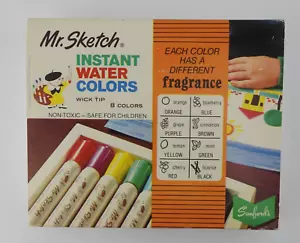 Mr. Sketch®
INSTANT
WATER
COLORS
WICK TIP
8 COLORS
NON-TOXIC — SAFE FOR CHILDREN
EACH COLOR
HAS A
DIFFERENT
fragrance
orange
ORANGE
blueberry
BLUE
grape
PURPLE
cinnamon
BROWN
lemon
YELLOW
mint
GREEN
cherry
RED
licorice
BLACK
Sanford's